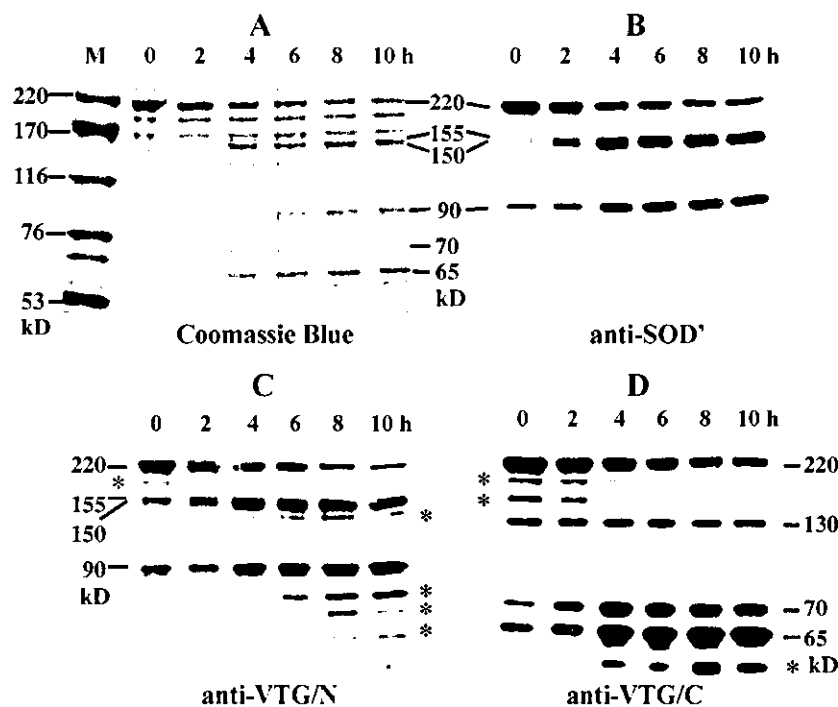 A B
M 0 2 4 6 8 10 h 0 2 4 6 8 10 h
220 220
170 155
150
116
90
76 70
65
53 kD
kD
Coomassie Blue anti-SOD'
C D
0 2 4 6 8 10 h 0 2 4 6 8 10 h
220 220
* *
155 * *
150 * 130
90
kD * 70
* 65
* * kD
anti-VTG/N anti-VTG/C